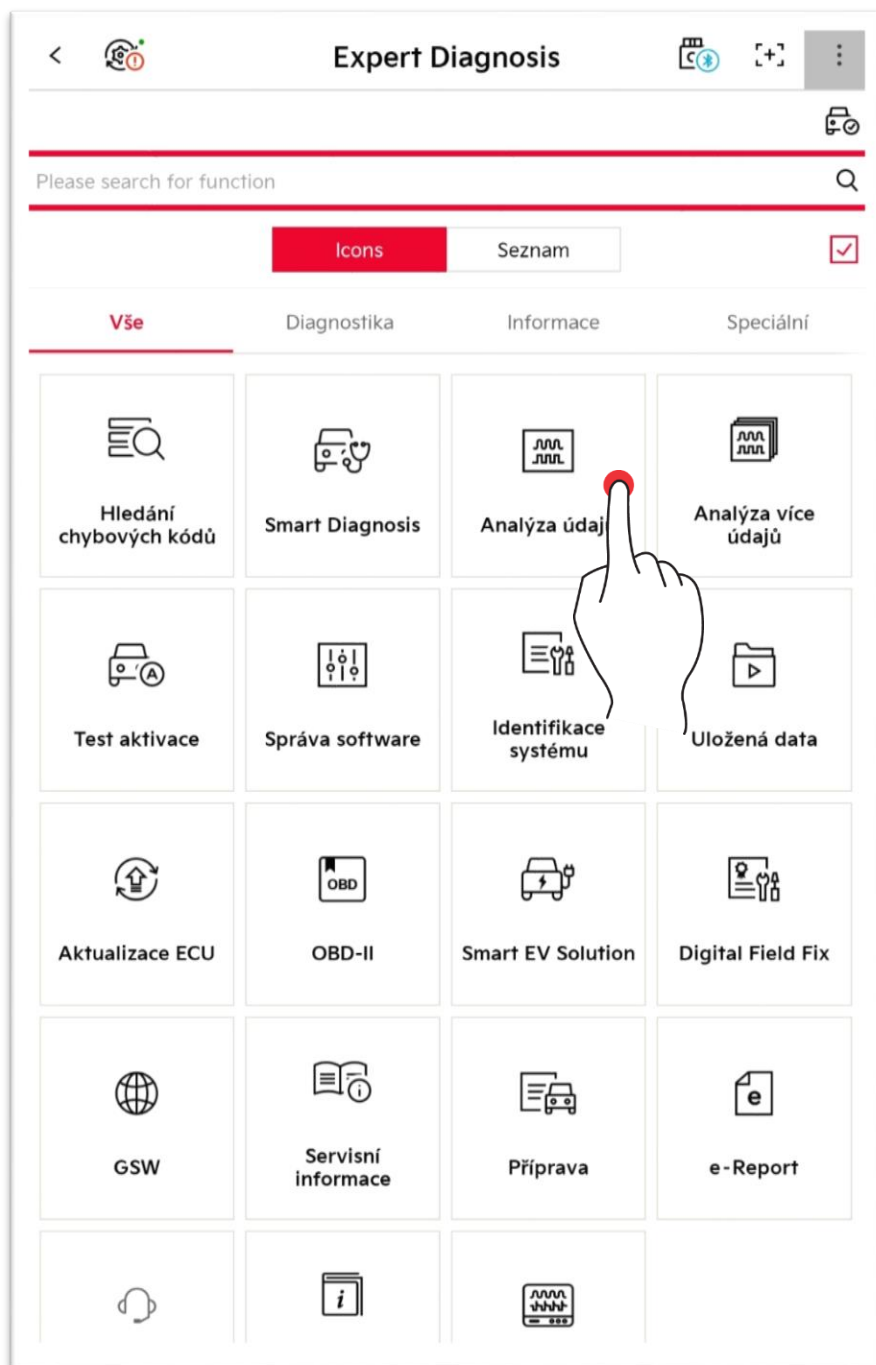 Expert Diagnosis
Please search for function
Icons
Seznam
Vše
Diagnostika
Informace
Speciální
Hledání
chybových kódů
Smart Diagnosis
Analýza údaj
Analýza více
údajů
Test aktivace
Správa software
Identifikace
systému
Uložená data
Aktualizace ECU
OBD
OBD-II
Smart EV Solution
Digital Field Fix
GSW
Servisní
informace
Příprava
e
e-Report